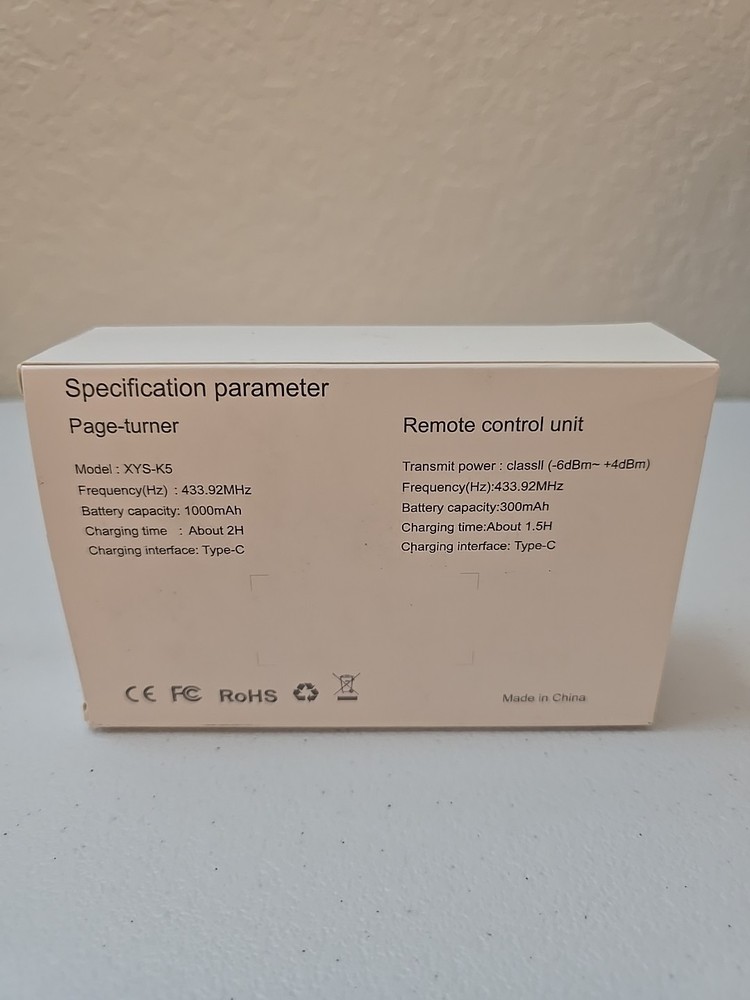 Specification parameter
Page-turner
Model : XYS-K5
Frequency(Hz) : 433.92MHz
Battery capacity: 1000mAh
Charging time : About 2H
Charging interface: Type-C
Remote control unit
Transmit power : classII (-6dBm~ +4dBm)
Frequency(Hz):433.92MHz
Battery capacity:300mAh
Charging time:About 1.5H
Charging interface: Type-C
CE FC RoHS
Made in China